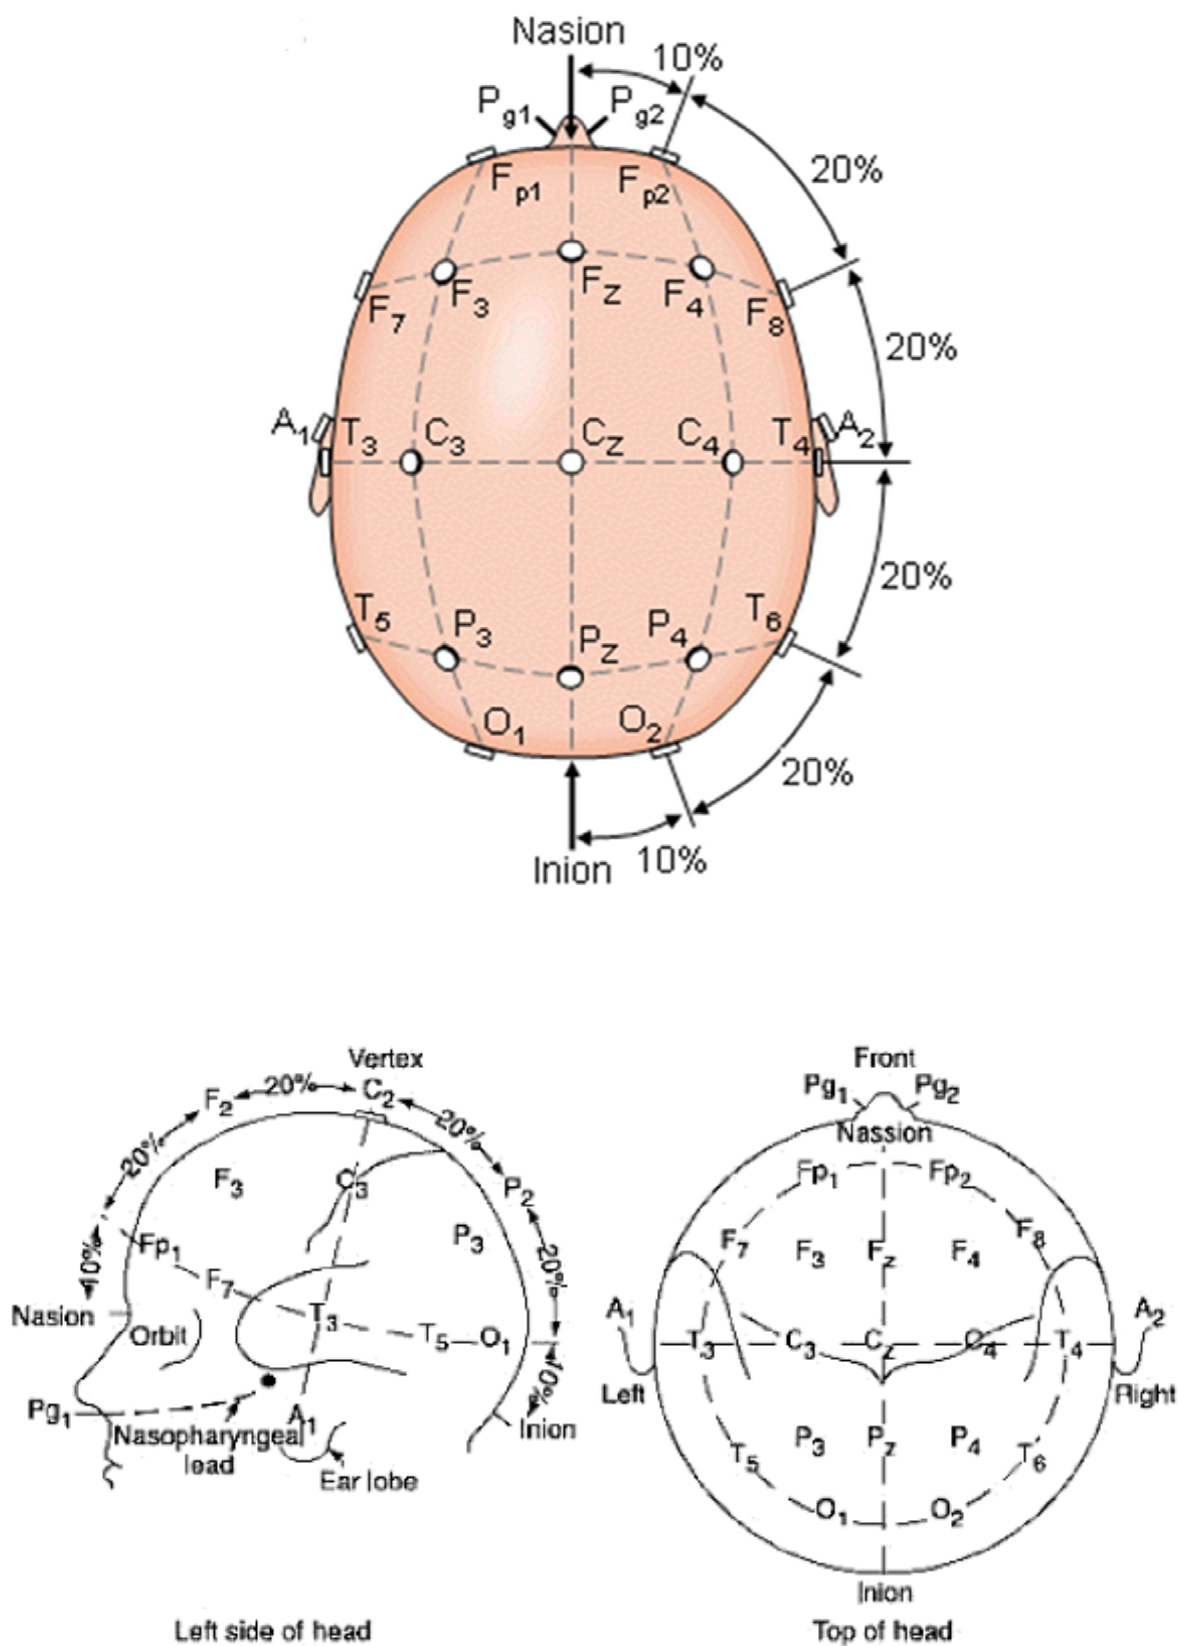 Nasion
10%
Pg1 Pg2
20%
Fp1 Fp2
F7 F3 Fz F4 F8
20%
A1 T3 C3 Cz C4 T4 A2
20%
T5 P3 Pz P4 T6
O1 O2
20%
10%
Inion
Vertex
F2 20% C2
20% 20%
F3 C3 P2
Fp1 P3
10% F7 20%
Nasion T3
Orbit T5 O1
10%
Pg1 A1 Inion
Nasopharyngeal
lead
Ear lobe
Left side of head
Front
Pg1 Pg2
Nassion
Fp1 Fp2
F7 F3 Fz F4 F8
A1 A2
T3 C3 Cz C4 T4
Left Right
T5 P3 Pz P4 T6
O1 O2
Inion
Top of head